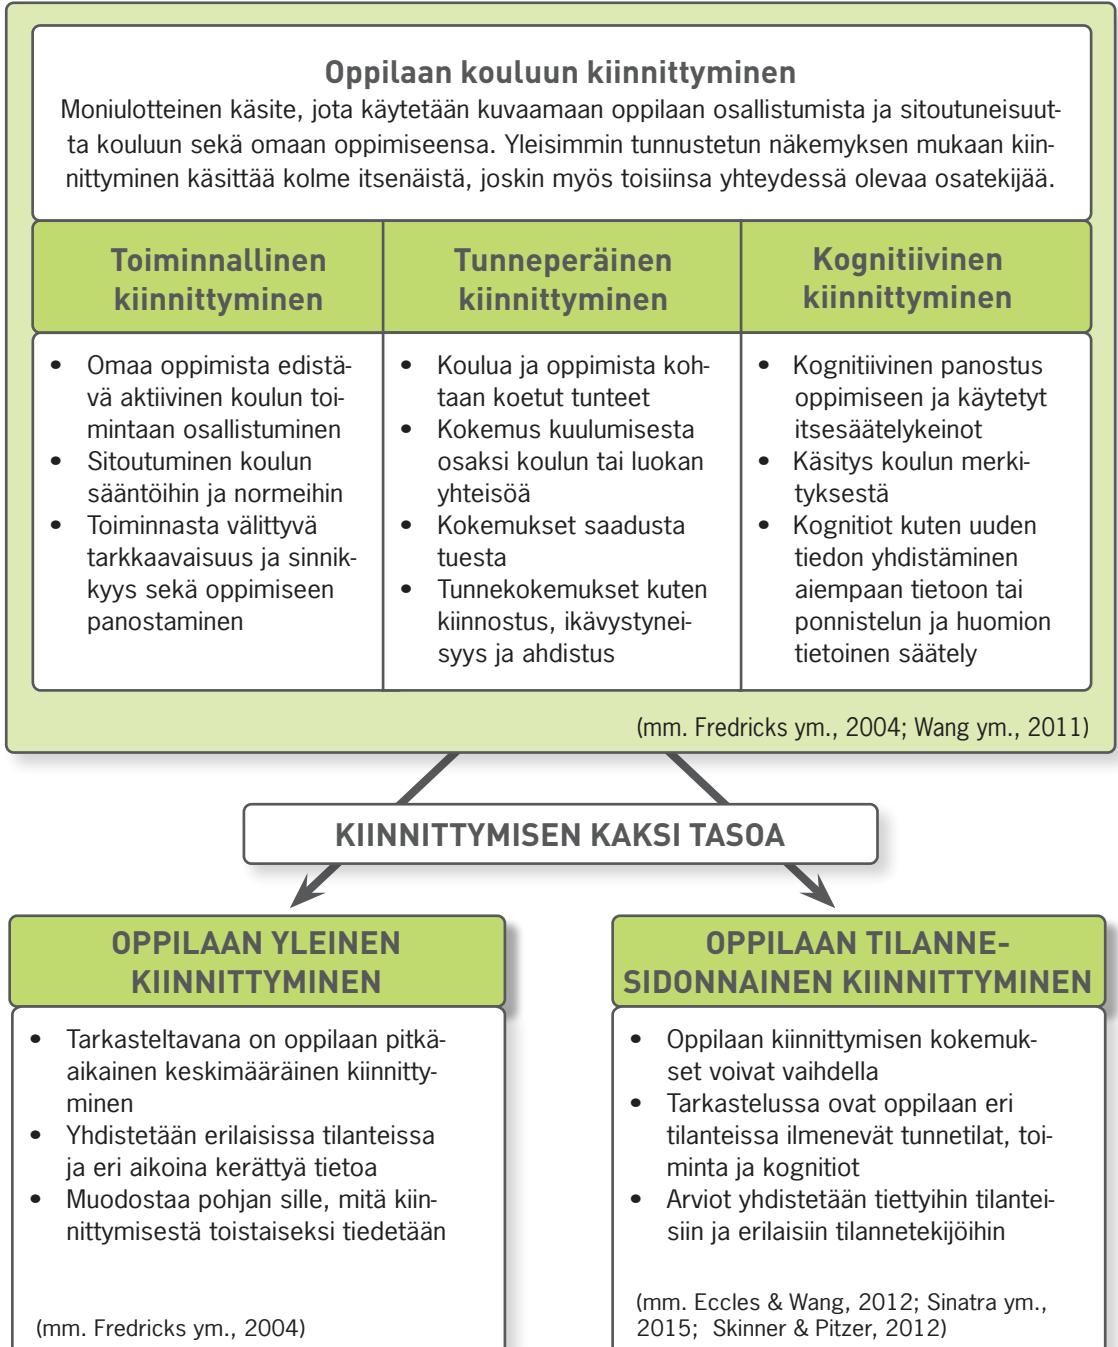 Oppilaan kouluun kiinnittyminen
Moniulotteinen käsite, jota käytetään kuvaamaan oppilaan osallistumista ja sitoutuneisuut-
ta kouluun sekä omaan oppimiseensa. Yleisimmin tunnustetun näkemyksen mukaan kiin-
nittyminen käsittää kolme itsenäistä, joskin myös toisiinsa yhteydessä olevaa osatekijää.
Toiminnallinen
kiinnittyminen
• Omaa oppimista edistä-
vä aktiivinen koulun toi-
mintaan osallistuminen
• Sitoutuminen koulun
sääntöihin ja normeihin
• Toiminnasta välittyvä
tarkkaavaisuus ja sinnik-
kyys sekä oppimiseen
panostaminen
Tunneperäinen
kiinnittyminen
• Koulua ja oppimista koh-
taan koetut tunteet
• Kokemus kuulumisesta
osaksi koulun tai luokan
yhteisöä
• Kokemukset saadusta
tuesta
• Tunnekokemukset kuten
kiinnostus, ikävystynei-
syys ja ahdistus
Kognitiivinen
kiinnittyminen
• Kognitiivinen panostus
oppimiseen ja käytetyt
itsesäätelykeinot
• Käsitys koulun merki-
tyksestä
• Kognitiot kuten uuden
tiedon yhdistäminen
aiempaan tietoon tai
ponnistelun ja huomion
tietoinen säätely
(mm. Fredricks ym., 2004; Wang ym., 2011)
KIINNITTYMISEN KAKSI TASOA
OPPILAAN YLEINEN
KIINNITTYMINEN
• Tarkasteltavana on oppilaan pitkä-
aikainen keskimääräinen kiinnitty-
minen
• Yhdistetään erilaisissa tilanteissa
ja eri aikoina kerättyä tietoa
• Muodostaa pohjan sille, mitä kiin-
nittymisestä toistaiseksi tiedetään
(mm. Fredricks ym., 2004)
OPPILAAN TILANNE-
SIDONNAINEN KIINNITTYMINEN
• Oppilaan kiinnittymisen kokemuk-
set voivat vaihdella
• Tarkastelussa ovat oppilaan eri
tilanteissa ilmenevät tunnetilat, toi-
minta ja kognitiot
• Arviot yhdistetään tiettyihin tilantei-
siin ja erilaisiin tilannetekijöihin
(mm. Eccles & Wang, 2012; Sinatra ym.,
2015; Skinner & Pitzer, 2012)